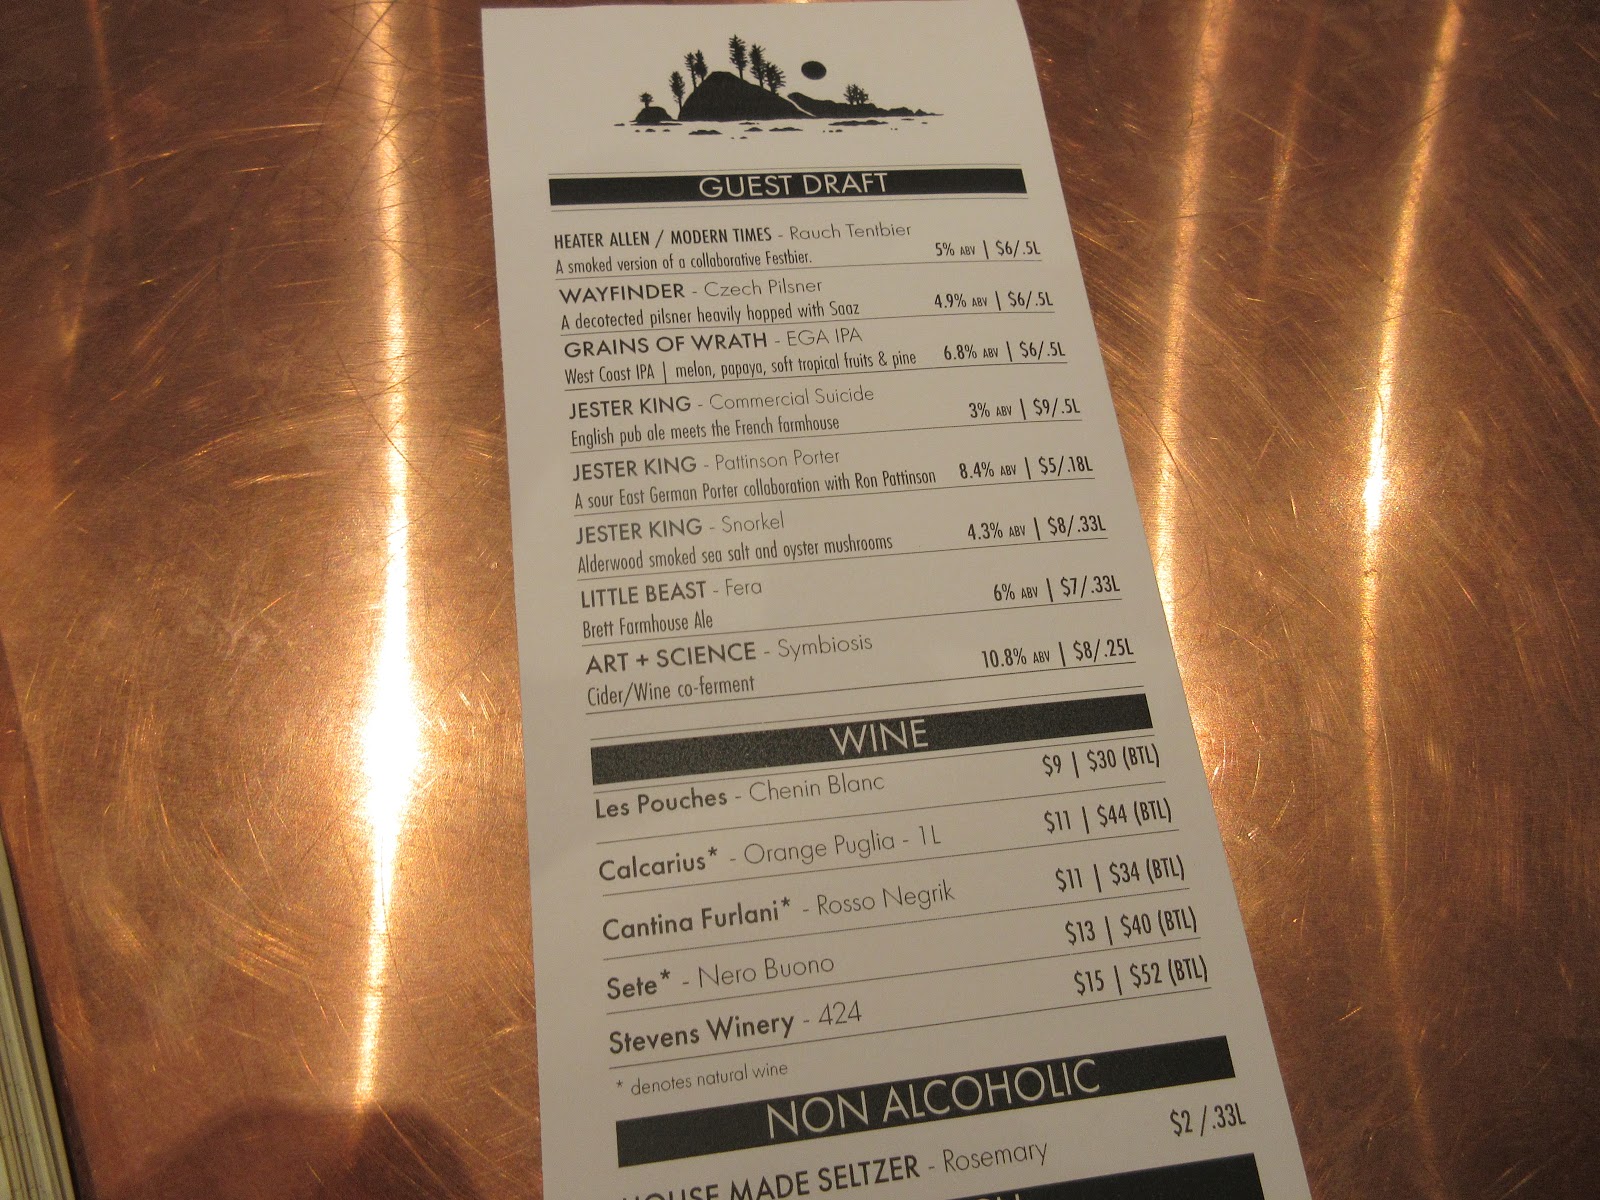 GUEST DRAFT
HEATER ALLEN / MODERN TIMES - Rauch Tentbier
A smoked version of a collaborative Festbier. 5% ABV | $6/.5L
WAYFINDER - Czech Pilsner
A decotected pilsner heavily hopped with Saaz 4.9% ABV | $6/.5L
GRAINS OF WRATH - EGA IPA
West Coast IPA | melon, papaya, soft tropical fruits & pine 6.8% ABV | $6/.5L
JESTER KING - Commercial Suicide
English pub ale meets the French farmhouse 3% ABV | $9/.5L
JESTER KING - Pattinson Porter
A sour East German Porter collaboration with Ron Pattinson 8.4% ABV | $5/.18L
JESTER KING - Snorkel
Alderwood smoked sea salt and oyster mushrooms 4.3% ABV | $8/.33L
LITTLE BEAST - Fera
Brett Farmhouse Ale 6% ABV | $7/.33L
ART + SCIENCE - Symbiosis
Cider/Wine co-ferment 10.8% ABV | $8/.25L
WINE
Les Pouches - Chenin Blanc $9 | $30 (BTL)
Calcarius* - Orange Puglia - 1L $11 | $44 (BTL)
Cantina Furlani* - Rosso Negrik $11 | $34 (BTL)
Sete* - Nero Buono $13 | $40 (BTL)
Stevens Winery - 424 $15 | $52 (BTL)
* denotes natural wine
NON ALCOHOLIC
HOUSE MADE SELTZER - Rosemary $2 /.33L